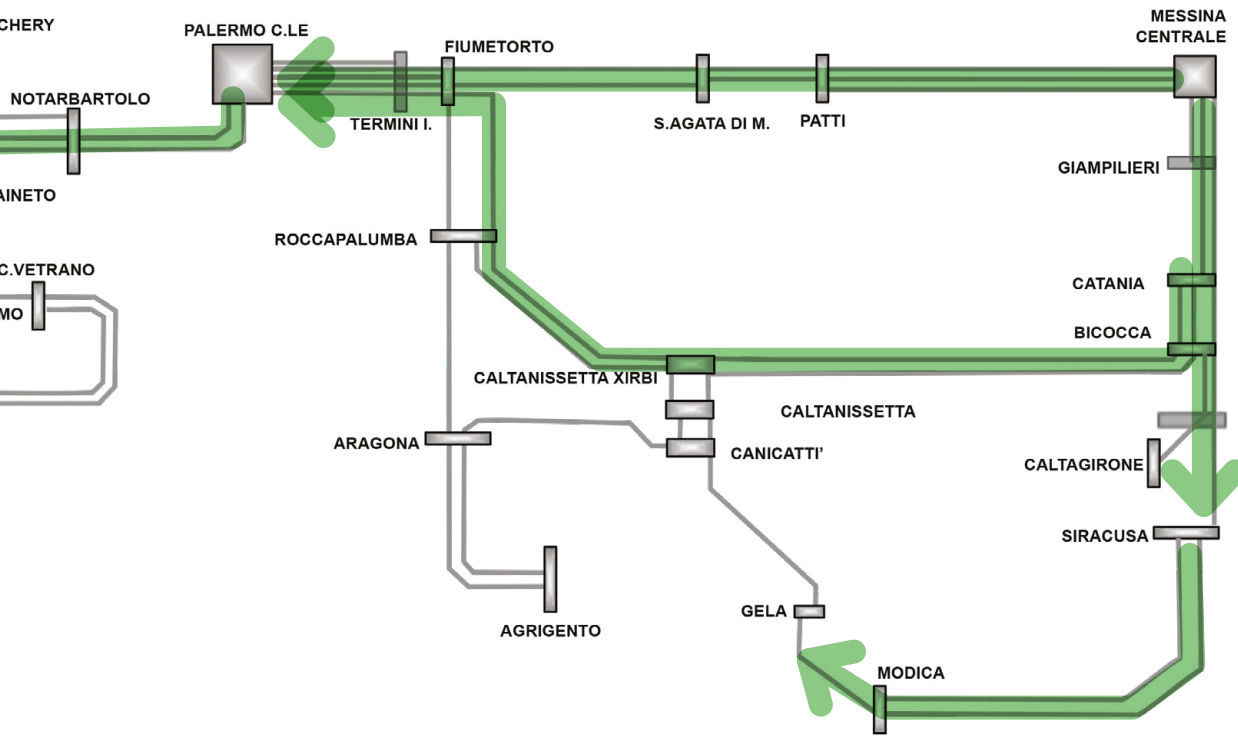 CHERY
PALERMO C.LE
FIUMETORTO
MESSINA
CENTRALE
NOTARBARTOLO
TERMINI I.
S.AGATA DI M.
PATTI
GIAMPILIERI
AINETO
ROCCAPALUMBA
C.VETRANO
MO
CATANIA
BICOCCA
CALTANISSETTA XIRBI
CALTANISSETTA
ARAGONA
CANICATTI’
CALTAGIRONE
SIRACUSA
GELA
AGRIGENTO
MODICA